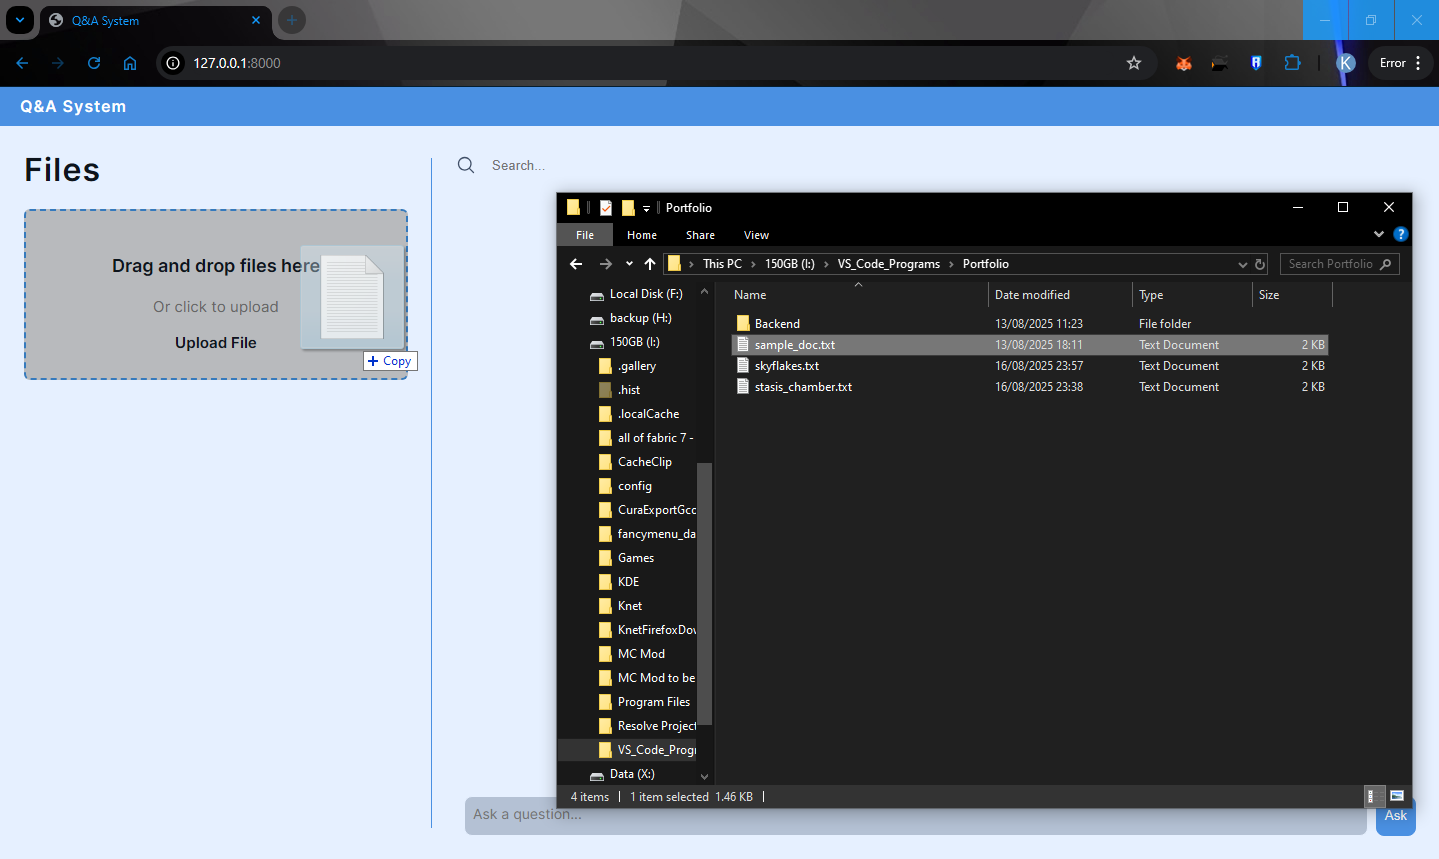 Q&A System
127.0.0.1:8000
K
Error
Q&A System
Files
Drag and drop files here
Or click to upload
Upload File
Copy
Search...
Portfolio
File Home Share View
?
This PC › 150GB (I:) › VS_Code_Programs › Portfolio
Search Portfolio
Local Disk (F:)
backup (H:)
150GB (I:)
.gallery
.hist
.localCache
all of fabric 7 -
CacheClip
config
CuraExportGco
fancymenu_da
Games
KDE
Knet
KnetFirefoxDov
MC Mod
MC Mod to be
Program Files
Resolve Project
VS_Code_Progr
Data (X:)
Name Date modified Type Size
Backend 13/08/2025 11:23 File folder
sample_doc.txt 13/08/2025 18:11 Text Document 2 KB
skyflakes.txt 16/08/2025 23:57 Text Document 2 KB
stasis_chamber.txt 16/08/2025 23:38 Text Document 2 KB
4 items 1 item selected 1.46 KB
Ask a question...
Ask